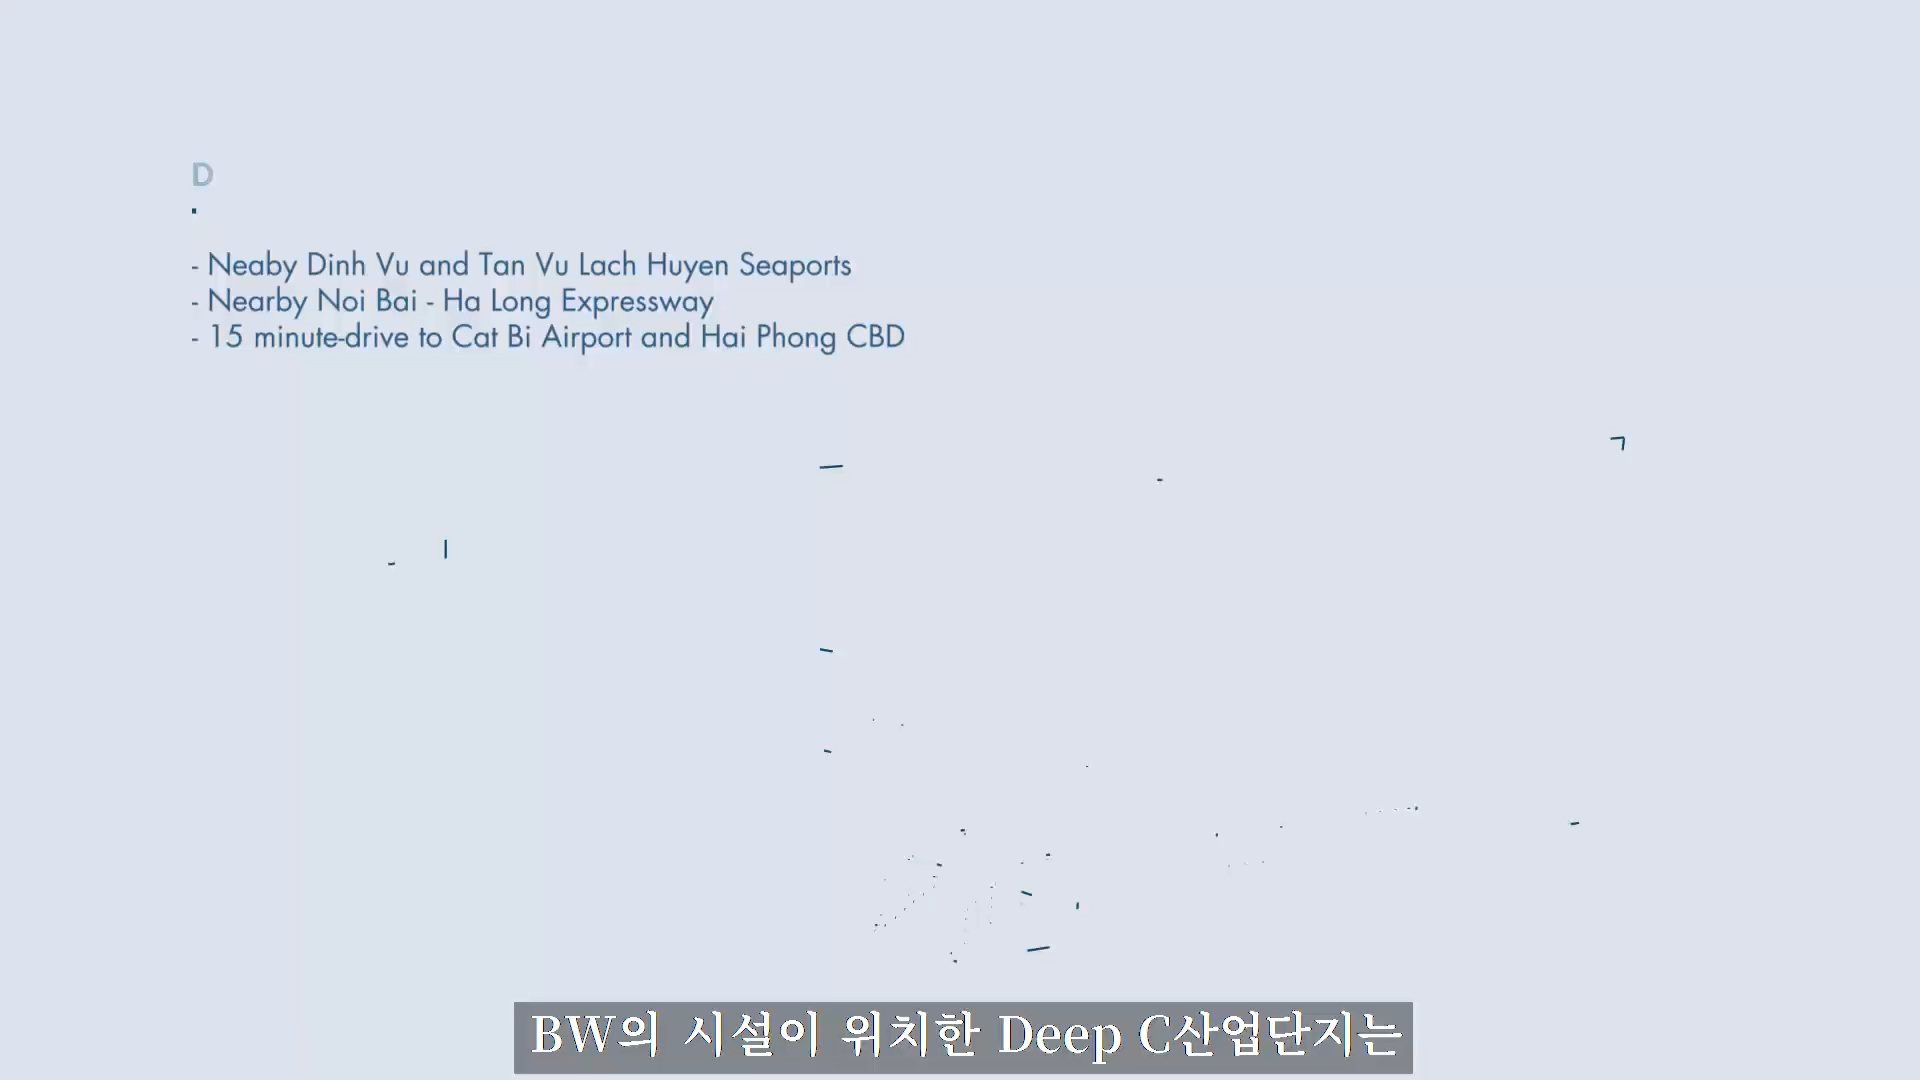 D
- Neaby Dinh Vu and Tan Vu Lach Huyen Seaports
- Nearby Noi Bai - Ha Long Expressway
- 15 minute-drive to Cat Bi Airport and Hai Phong CBD
BW의 시설이 위치한 Deep C산업단지는